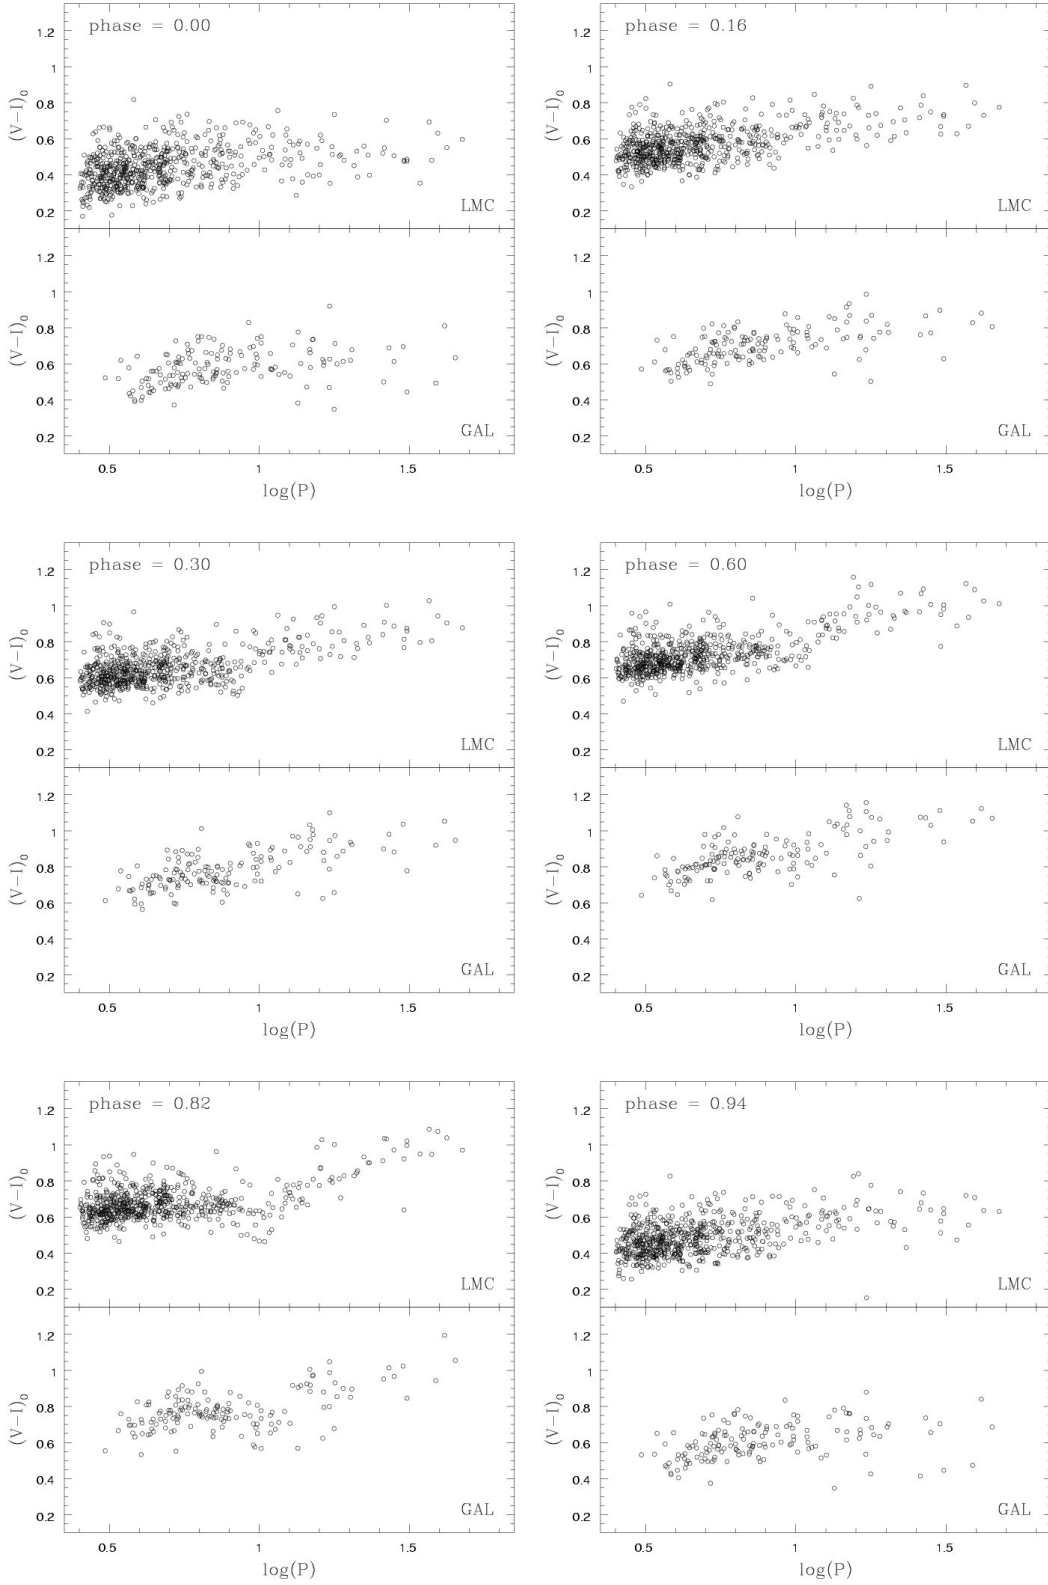 phase = 0.00
1.2
1
0.8
0.6
0.4
0.2
(V−I)₀
LMC
1.2
1
0.8
0.6
0.4
0.2
(V−I)₀
GAL
0.5 1 1.5
log(P)
phase = 0.16
1.2
1
0.8
0.6
0.4
0.2
(V−I)₀
LMC
1.2
1
0.8
0.6
0.4
0.2
(V−I)₀
GAL
0.5 1 1.5
log(P)
phase = 0.30
1.2
1
0.8
0.6
0.4
0.2
(V−I)₀
LMC
1.2
1
0.8
0.6
0.4
0.2
(V−I)₀
GAL
0.5 1 1.5
log(P)
phase = 0.60
1.2
1
0.8
0.6
0.4
0.2
(V−I)₀
LMC
1.2
1
0.8
0.6
0.4
0.2
(V−I)₀
GAL
0.5 1 1.5
log(P)
phase = 0.82
1.2
1
0.8
0.6
0.4
0.2
(V−I)₀
LMC
1.2
1
0.8
0.6
0.4
0.2
(V−I)₀
GAL
0.5 1 1.5
log(P)
phase = 0.94
1.2
1
0.8
0.6
0.4
0.2
(V−I)₀
LMC
1.2
1
0.8
0.6
0.4
0.2
(V−I)₀
GAL
0.5 1 1.5
log(P)